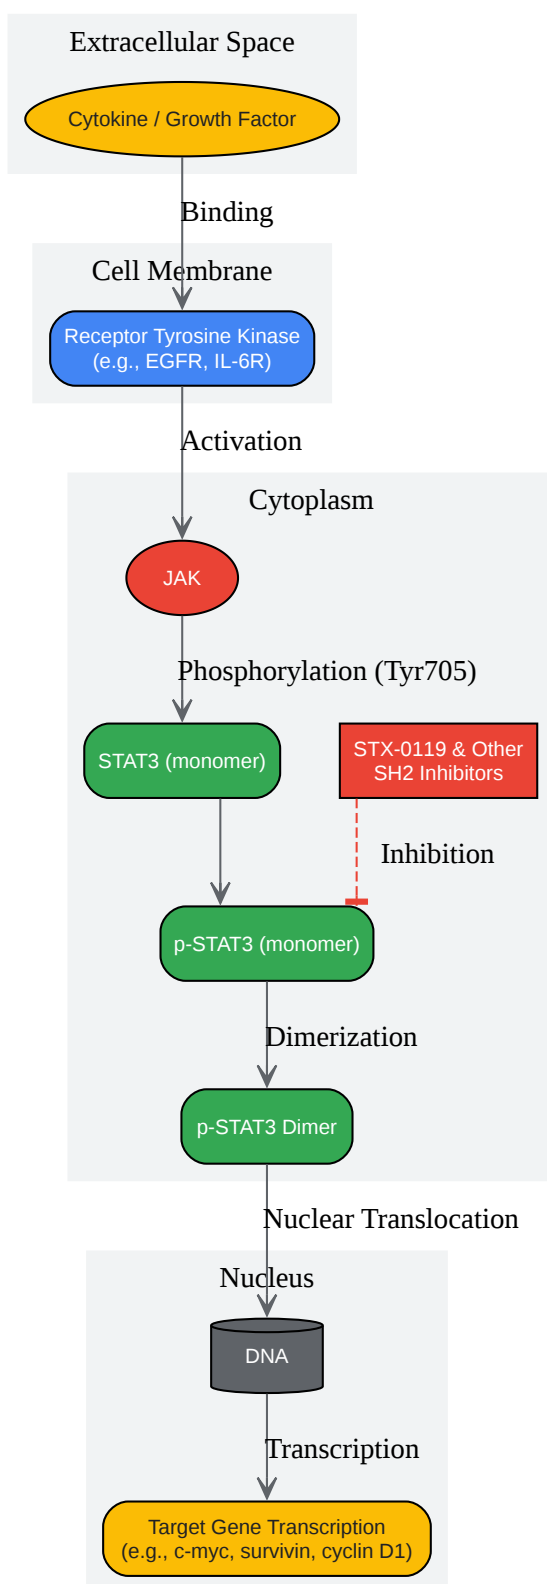 Extracellular Space
Cytokine / Growth Factor
Binding
Cell Membrane
Receptor Tyrosine Kinase
(e.g., EGFR, IL-6R)
Activation
Cytoplasm
JAK
Phosphorylation (Tyr705)
STAT3 (monomer)
STX-0119 & Other
SH2 Inhibitors
Inhibition
p-STAT3 (monomer)
Dimerization
p-STAT3 Dimer
Nuclear Translocation
Nucleus
DNA
Transcription
Target Gene Transcription
(e.g., c-myc, survivin, cyclin D1)